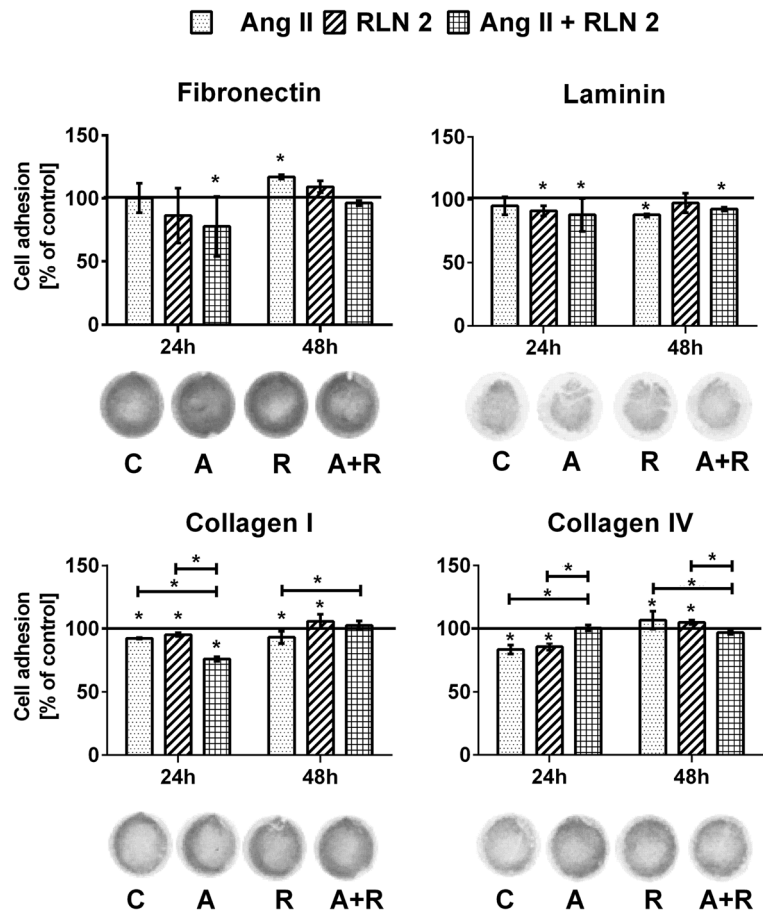 Ang II RLN 2 Ang II + RLN 2
Fibronectin
Cell adhesion
[% of control]
150
100
50
0
*
*
24h
48h
C A R A+R
Laminin
150
100
50
0
* *
* *
24h
48h
C A R A+R
Collagen I
Cell adhesion
[% of control]
150
100
50
0
*
*
* * *
*
* *
24h
48h
C A R A+R
Collagen IV
150
100
50
0
*
*
* *
*
*
* *
24h
48h
C A R A+R